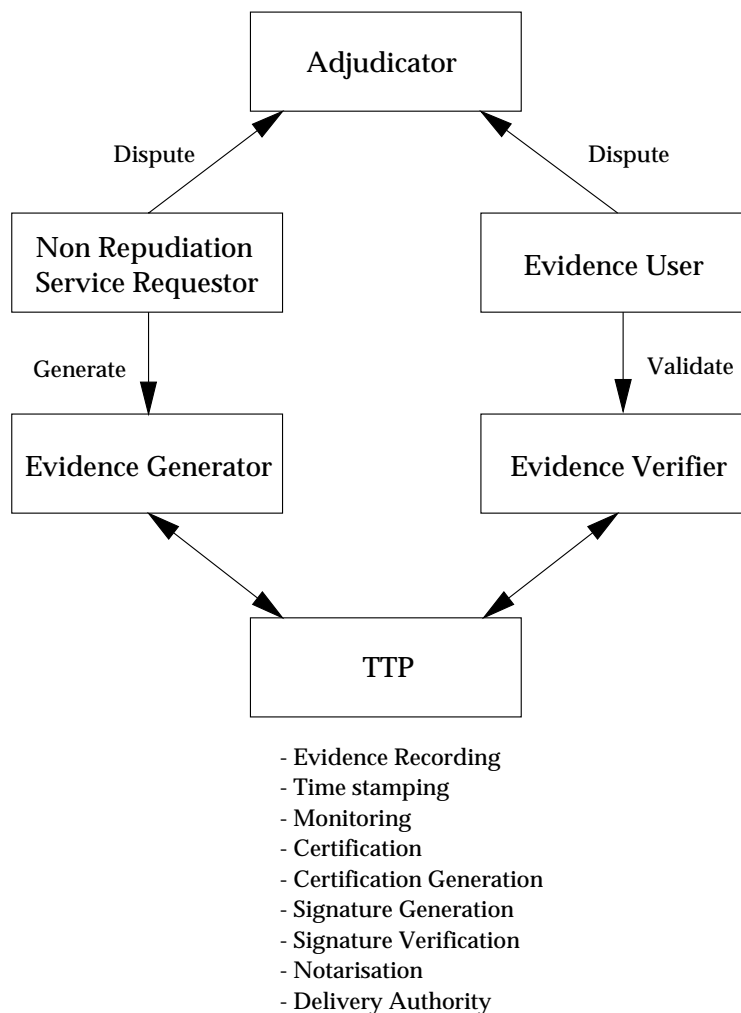 Adjudicator
Dispute
Dispute
Non Repudiation
Service Requestor
Evidence User
Generate
Validate
Evidence Generator
Evidence Verifier
TTP
- Evidence Recording
- Time stamping
- Monitoring
- Certification
- Certification Generation
- Signature Generation
- Signature Verification
- Notarisation
- Delivery Authority